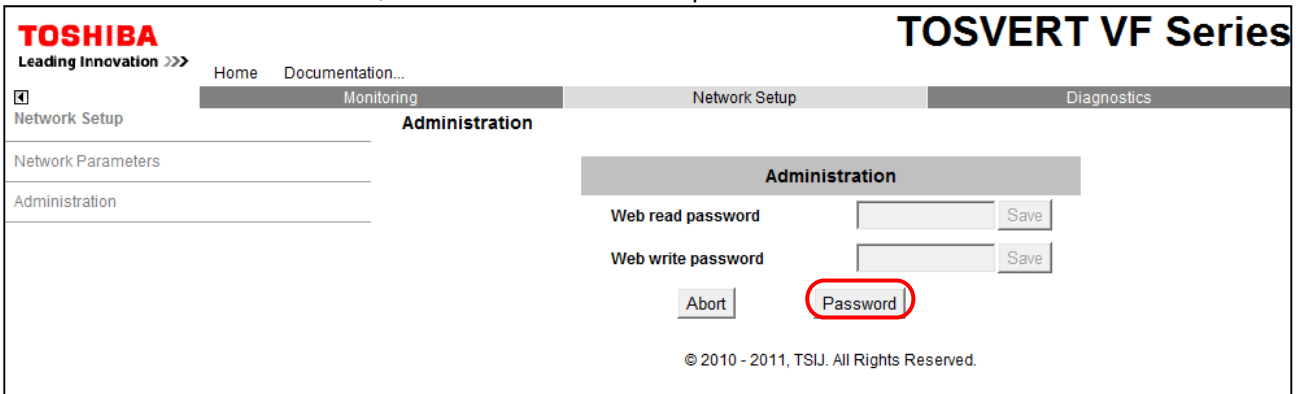 TOSHIBA
Leading Innovation >>>
TOSVERT VF Series
Home Documentation...
Monitoring Network Setup Diagnostics
Network Setup
Administration
Network Parameters
Administration
Administration
Web read password Save
Web write password Save
Abort Password
© 2010 - 2011, TSIJ. All Rights Reserved.